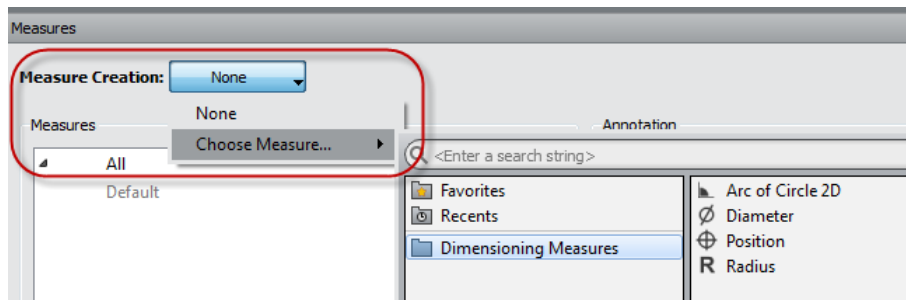 Measures
Measure Creation: None
None
Measures
Annotation
Choose Measure...
<Enter a search string>
All
Default
Favorites
Recents
Dimensioning Measures
Arc of Circle 2D
Diameter
Position
R Radius